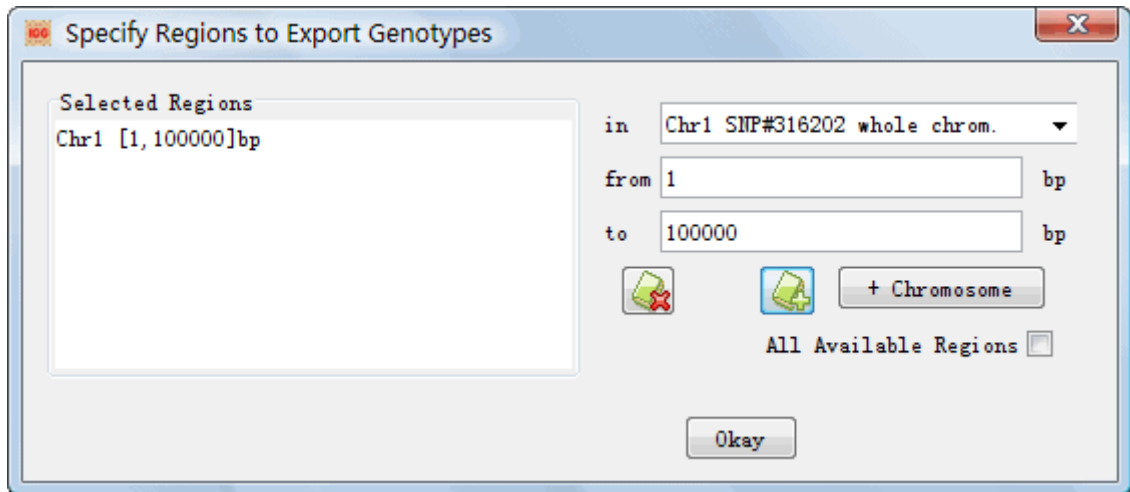 IGG Specify Regions to Export Genotypes
Selected Regions
Chr1 [1,100000]bp
in Chr1 SNP#316202 whole chrom.
from 1 bp
to 100000 bp
+ Chromosome
All Available Regions
Okay